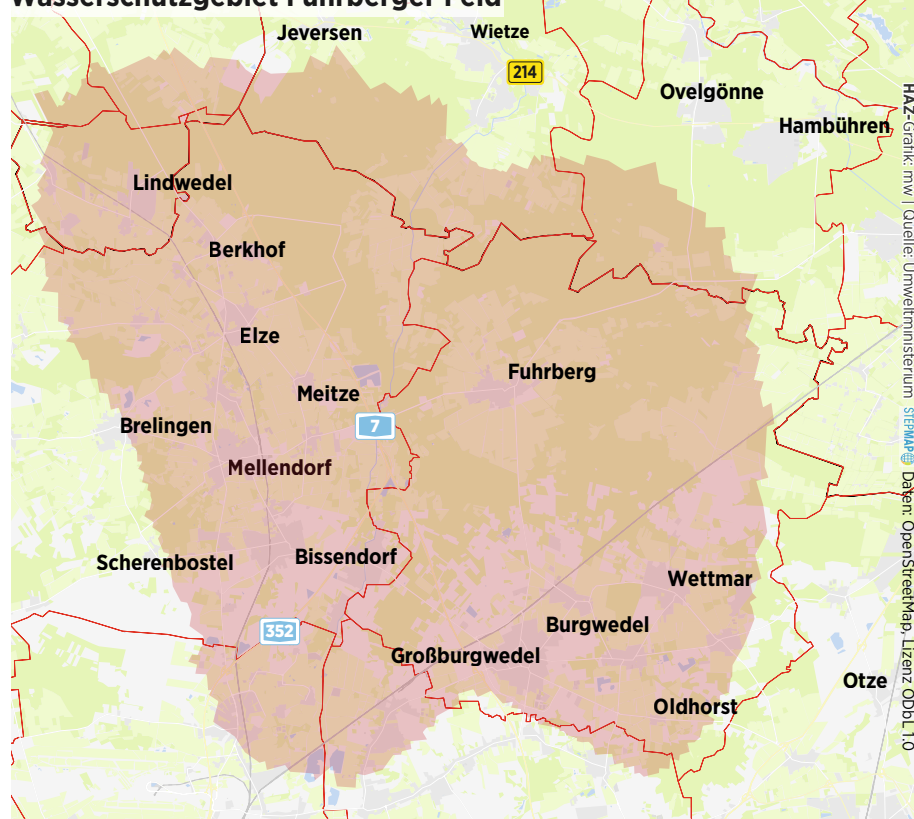 Wasserschutzgebiet Fuhrberger Feld
Jeversen
Wietze
214
Ovelgönne
Hambühren
Lindwedel
Berkhof
Elze
Fuhrberg
Meitze
Brelingen
7
Mellendorf
Scherenbostel
Bissendorf
Wettmar
352
Burgwedel
Großburgwedel
Otze
Oldhorst
HAZ-Grafik: mw | Quelle: Umweltministerium STEPMAP Daten: OpenStreetMap, Lizenz ODbL 1.0